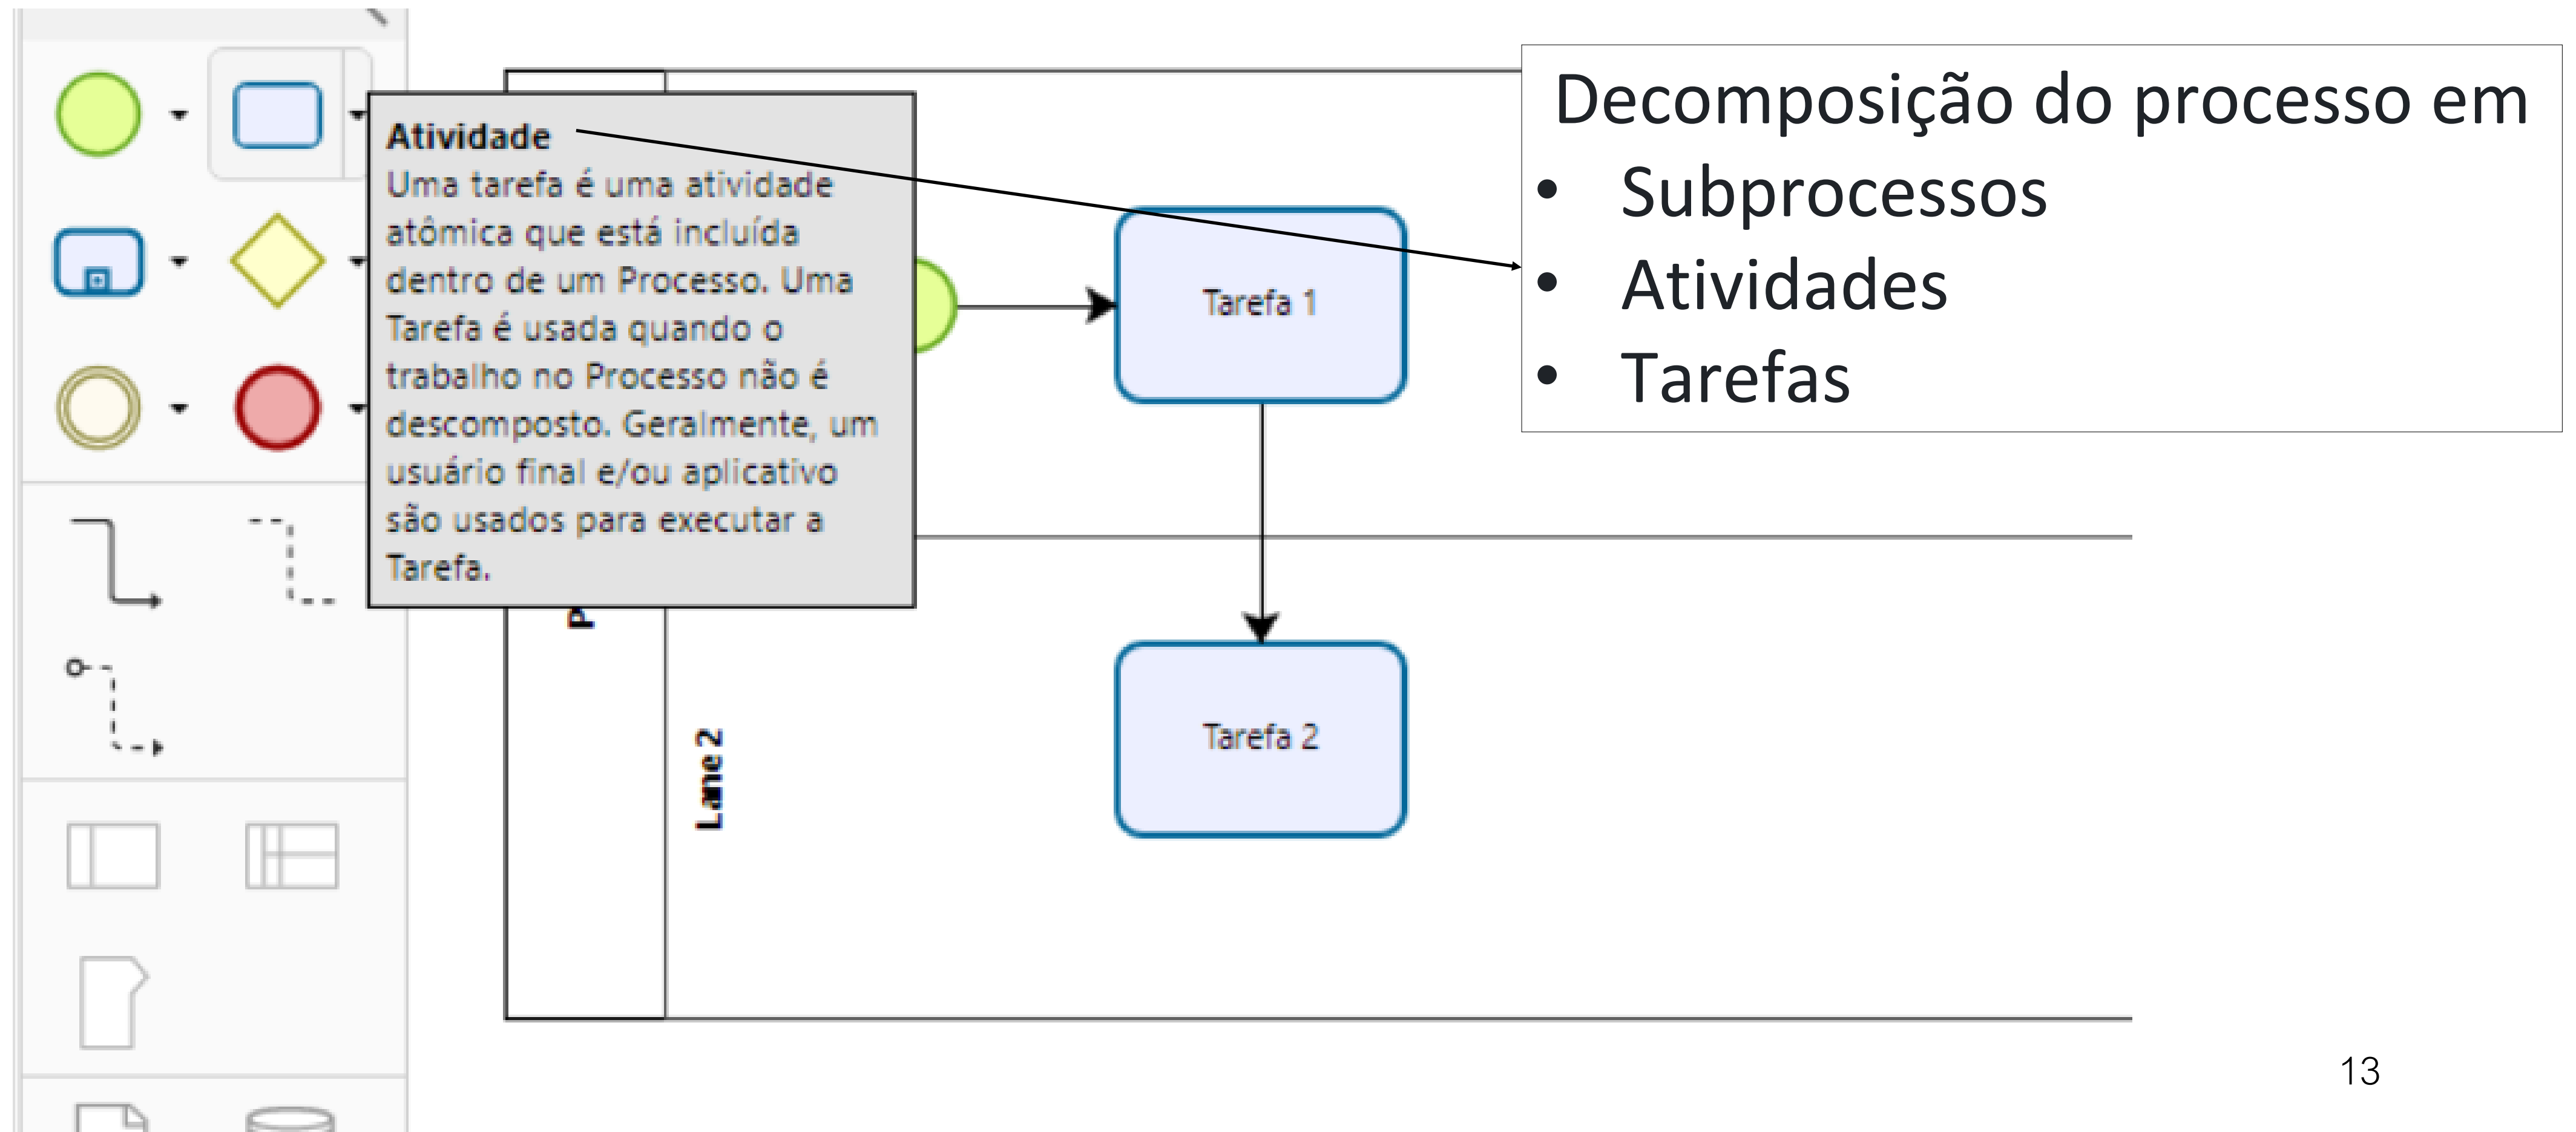 Atividade
Uma tarefa é uma atividade
atômica que está incluída
dentro de um Processo. Uma
Tarefa é usada quando o
trabalho no Processo não é
descomposto. Geralmente, um
usuário final e/ou aplicativo
são usados para executar a
Tarefa.
Decomposição do processo em
• Subprocessos
• Atividades
• Tarefas
Tarefa 1
P
Lane 2
Tarefa 2
13